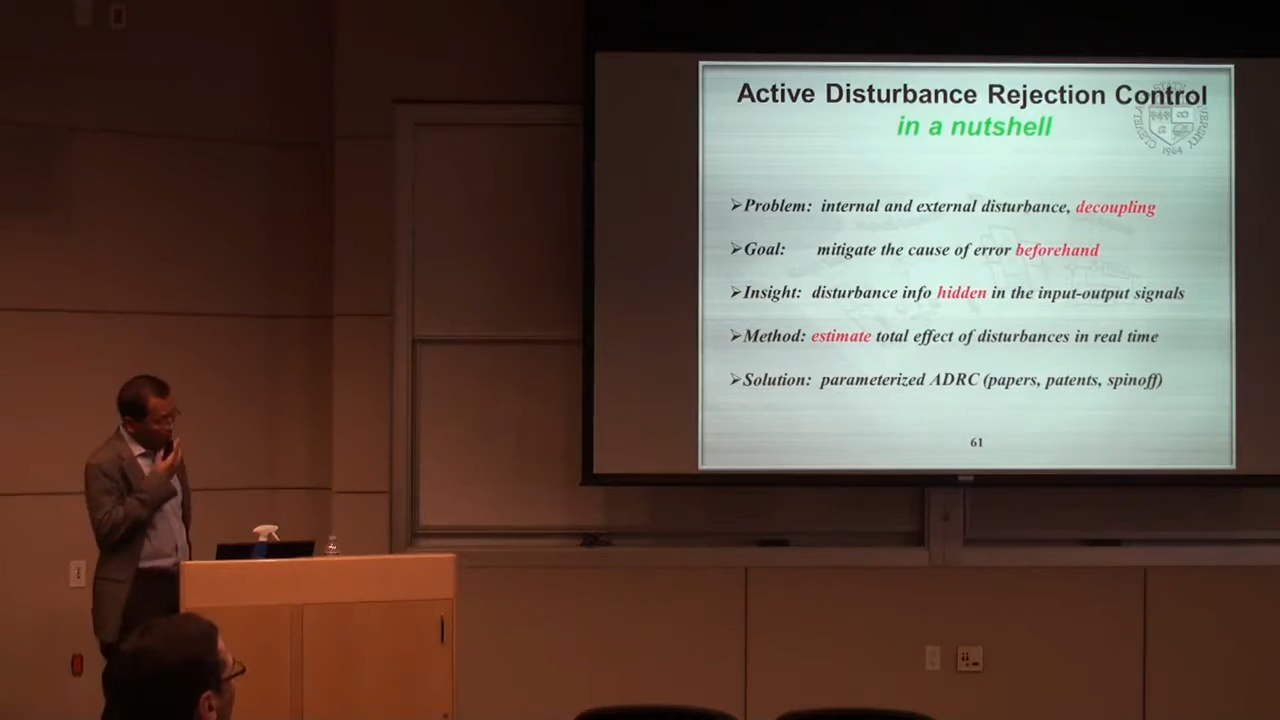 Active Disturbance Rejection Control
in a nutshell
➢Problem: internal and external disturbance, decoupling
➢Goal: mitigate the cause of error beforehand
➢Insight: disturbance info hidden in the input-output signals
➢Method: estimate total effect of disturbances in real time
➢Solution: parameterized ADRC (papers, patents, spinoff)
61
1964